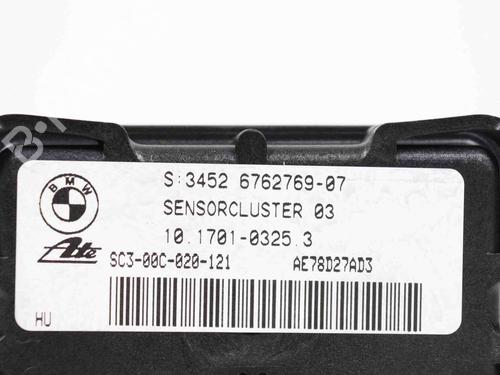 BMW
S:3452 6762769-07
SENSORCLUSTER 03
Ate
10.1701-0325.3
SC3-00C-020-121 AE78D27AD3
HU